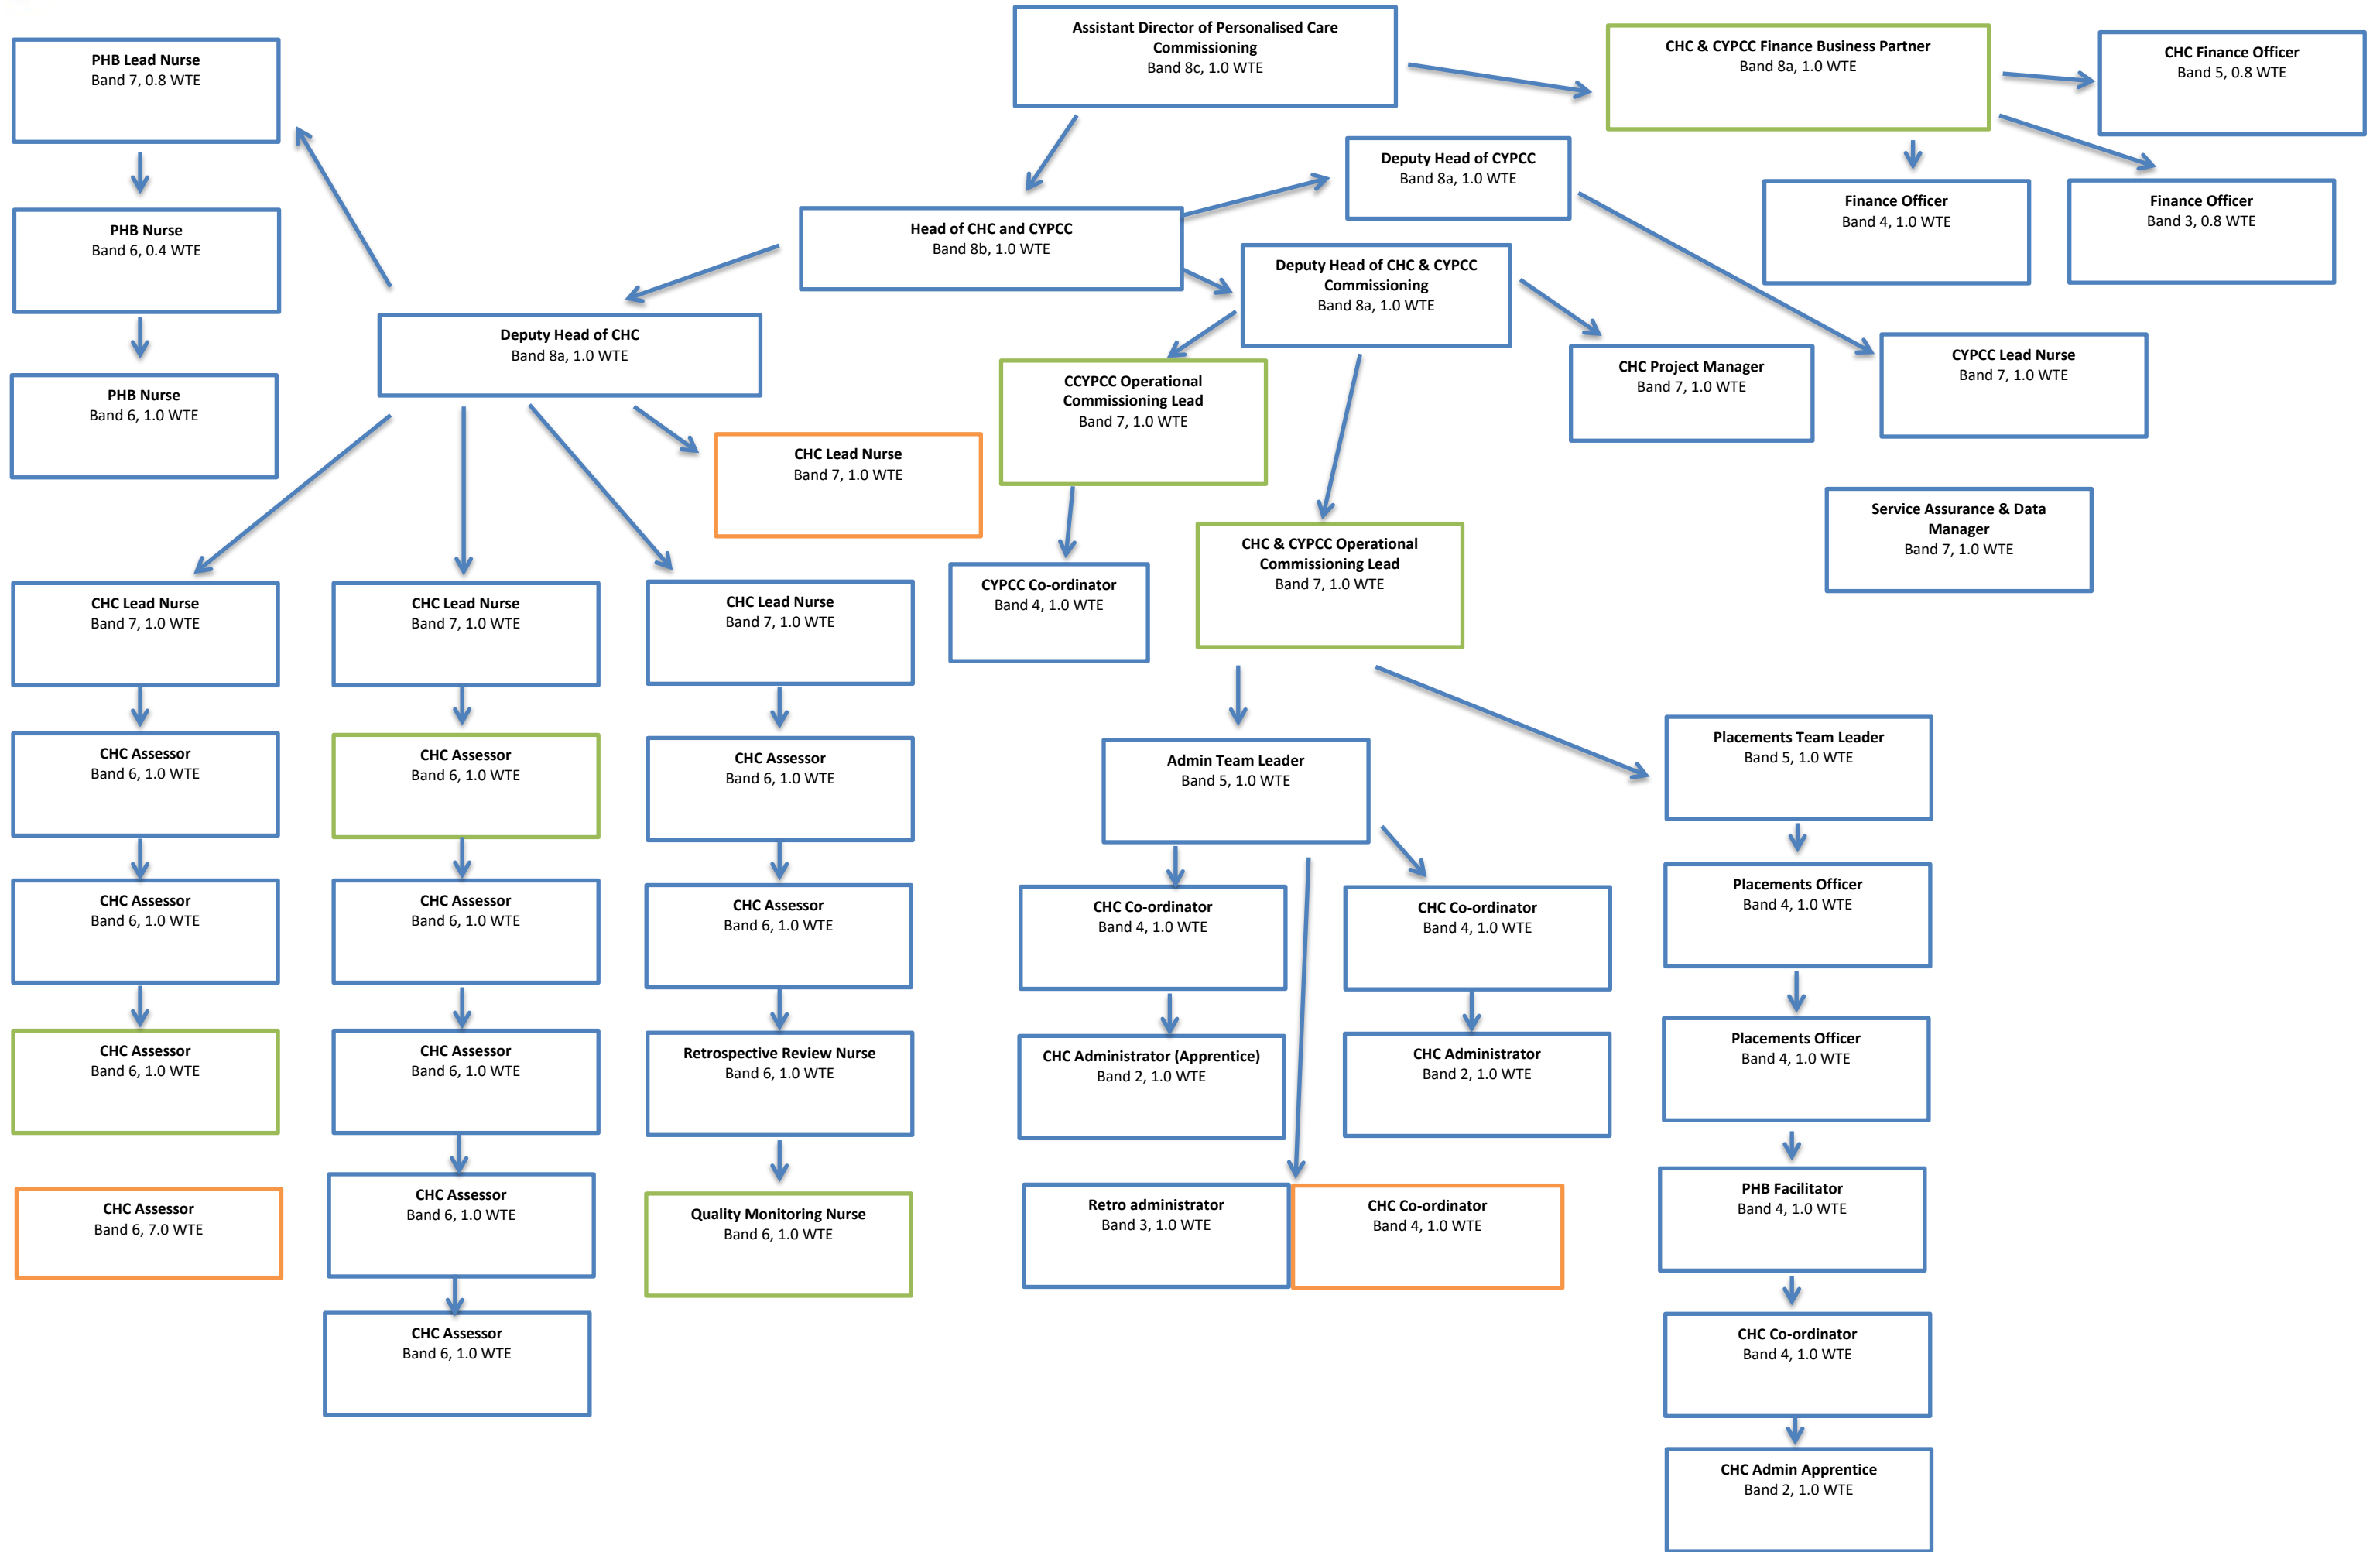 Assistant Director of Personalised Care
Commissioning
Band 8c, 1.0 WTE
CHC & CYPCC Finance Business Partner
Band 8a, 1.0 WTE
CHC Finance Officer
Band 5, 0.8 WTE
PHB Lead Nurse
Band 7, 0.8 WTE
Deputy Head of CYPCC
Band 8a, 1.0 WTE
Finance Officer
Band 4, 1.0 WTE
Finance Officer
Band 3, 0.8 WTE
PHB Nurse
Band 6, 0.4 WTE
Head of CHC and CYPCC
Band 8b, 1.0 WTE
Deputy Head of CHC & CYPCC
Commissioning
Band 8a, 1.0 WTE
Deputy Head of CHC
Band 8a, 1.0 WTE
CHC Project Manager
Band 7, 1.0 WTE
CYPCC Lead Nurse
Band 7, 1.0 WTE
PHB Nurse
Band 6, 1.0 WTE
CCYPCC Operational
Commissioning Lead
Band 7, 1.0 WTE
CHC Lead Nurse
Band 7, 1.0 WTE
Service Assurance & Data
Manager
Band 7, 1.0 WTE
CHC & CYPCC Operational
Commissioning Lead
Band 7, 1.0 WTE
CYPCC Co-ordinator
Band 4, 1.0 WTE
CHC Lead Nurse
Band 7, 1.0 WTE
CHC Lead Nurse
Band 7, 1.0 WTE
CHC Lead Nurse
Band 7, 1.0 WTE
CHC Assessor
Band 6, 1.0 WTE
CHC Assessor
Band 6, 1.0 WTE
CHC Assessor
Band 6, 1.0 WTE
Admin Team Leader
Band 5, 1.0 WTE
Placements Team Leader
Band 5, 1.0 WTE
CHC Assessor
Band 6, 1.0 WTE
CHC Assessor
Band 6, 1.0 WTE
CHC Assessor
Band 6, 1.0 WTE
CHC Co-ordinator
Band 4, 1.0 WTE
CHC Co-ordinator
Band 4, 1.0 WTE
Placements Officer
Band 4, 1.0 WTE
CHC Assessor
Band 6, 1.0 WTE
CHC Assessor
Band 6, 1.0 WTE
Retrospective Review Nurse
Band 6, 1.0 WTE
CHC Administrator (Apprentice)
Band 2, 1.0 WTE
CHC Administrator
Band 2, 1.0 WTE
Placements Officer
Band 4, 1.0 WTE
CHC Assessor
Band 6, 7.0 WTE
CHC Assessor
Band 6, 1.0 WTE
Quality Monitoring Nurse
Band 6, 1.0 WTE
Retro administrator
Band 3, 1.0 WTE
CHC Co-ordinator
Band 4, 1.0 WTE
PHB Facilitator
Band 4, 1.0 WTE
CHC Assessor
Band 6, 1.0 WTE
CHC Co-ordinator
Band 4, 1.0 WTE
CHC Admin Apprentice
Band 2, 1.0 WTE